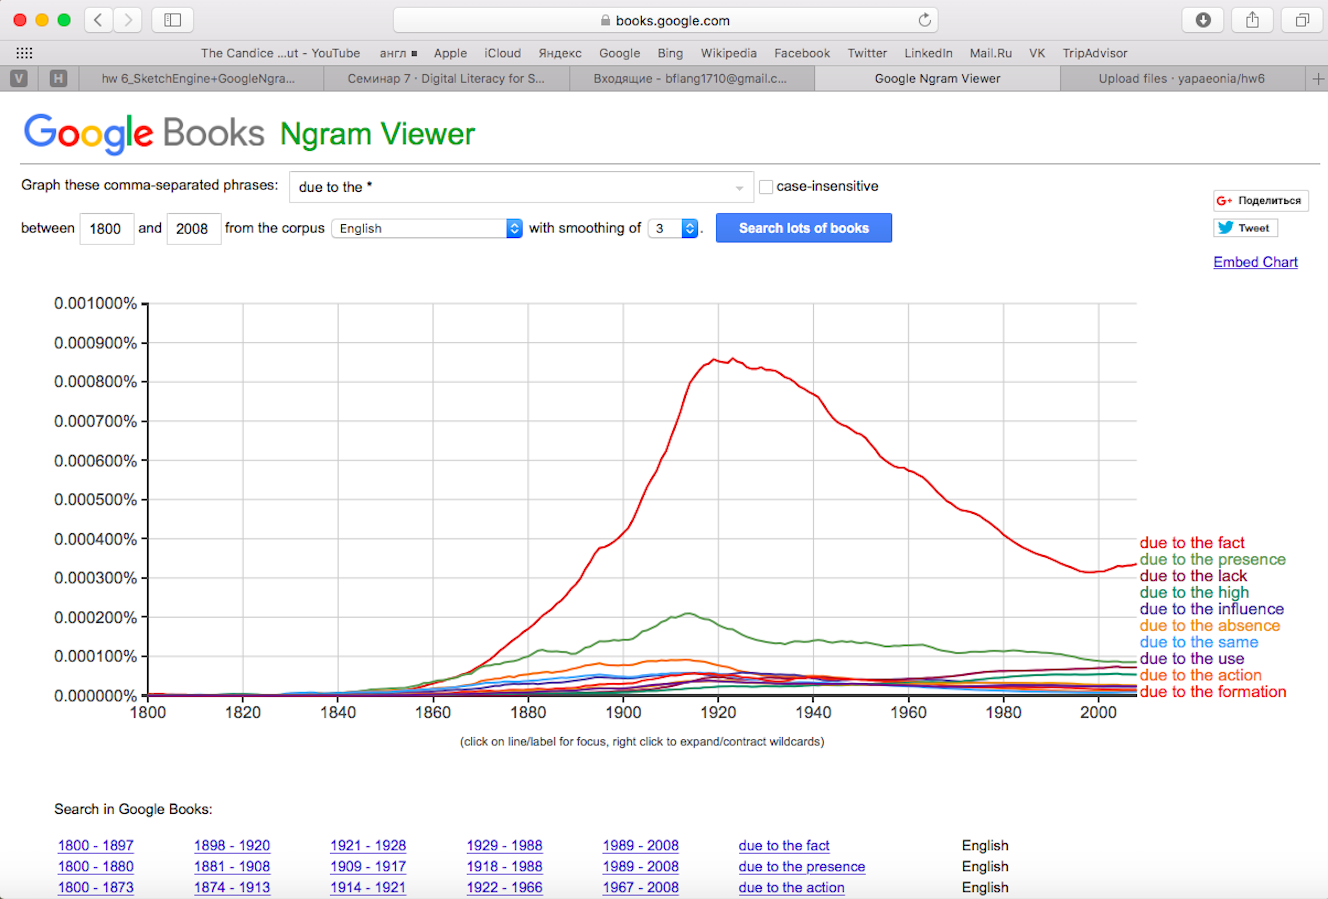 books.google.com
The Candice ...ut - YouTube англ ■ Apple iCloud Яндекс Google Bing Wikipedia Facebook Twitter LinkedIn Mail.Ru VK TripAdvisor
V H hw 6_SketchEngine+GoogleNgra... Семинар 7 · Digital Literacy for S... Входящие - bflang1710@gmail.c... Google Ngram Viewer Upload files · yapaeonia/hw6 +
Google Books Ngram Viewer
Graph these comma-separated phrases: due to the * case-insensitive
between 1800 and 2008 from the corpus English with smoothing of 3 . Search lots of books
G+ Поделиться
Tweet
Embed Chart
0.001000%
0.000900%
0.000800%
0.000700%
0.000600%
0.000500%
0.000400%
0.000300%
0.000200%
0.000100%
0.000000%
due to the fact
due to the presence
due to the lack
due to the high
due to the influence
due to the absence
due to the same
due to the use
due to the action
due to the formation
1800 1820 1840 1860 1880 1900 1920 1940 1960 1980 2000
(click on line/label for focus, right click to expand/contract wildcards)
Search in Google Books:
1800 - 1897 1898 - 1920 1921 - 1928 1929 - 1988 1989 - 2008 due to the fact English
1800 - 1880 1881 - 1908 1909 - 1917 1918 - 1988 1989 - 2008 due to the presence English
1800 - 1873 1874 - 1913 1914 - 1921 1922 - 1966 1967 - 2008 due to the action English